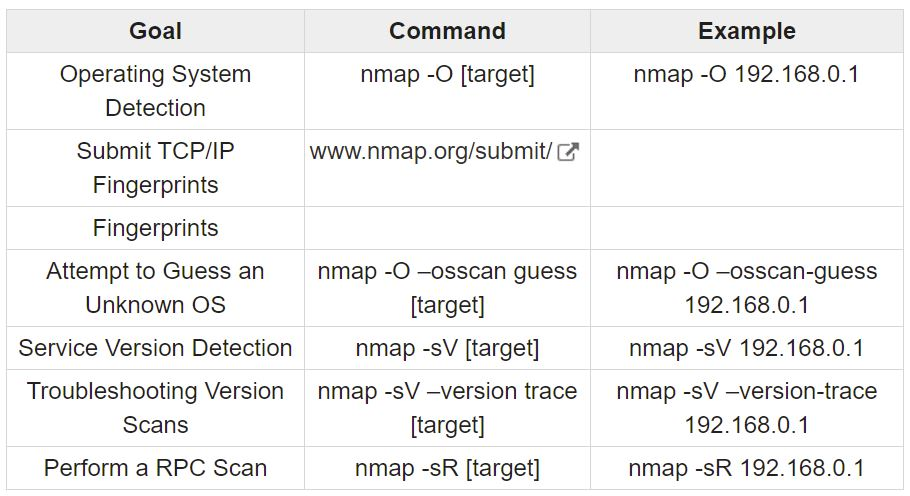 Goal Command Example
Operating System Detection nmap -O [target] nmap -O 192.168.0.1
Submit TCP/IP Fingerprints www.nmap.org/submit/
Fingerprints
Attempt to Guess an Unknown OS nmap -O –osscan guess [target] nmap -O –osscan-guess 192.168.0.1
Service Version Detection nmap -sV [target] nmap -sV 192.168.0.1
Troubleshooting Version Scans nmap -sV –version trace [target] nmap -sV –version-trace 192.168.0.1
Perform a RPC Scan nmap -sR [target] nmap -sR 192.168.0.1